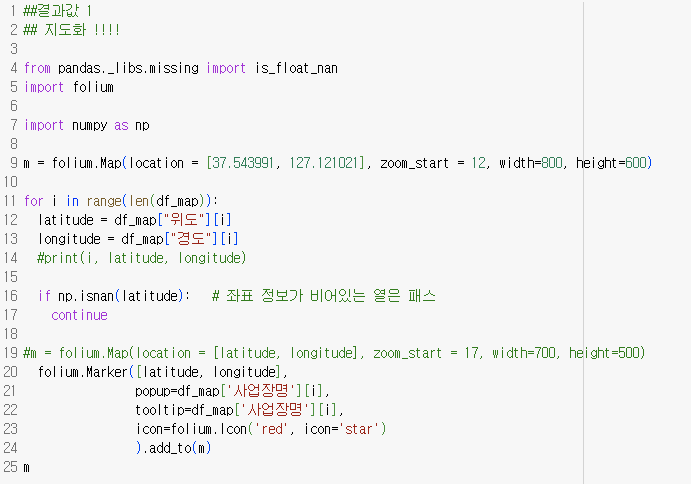 1 ##결과값 1
2 ## 지도화 !!!!
3
4 from pandas._libs.missing import is_float_nan
5 import folium
6
7 import numpy as np
8
9 m = folium.Map(location = [37.543991, 127.121021], zoom_start = 12, width=800, height=600)
10
11 for i in range(len(df_map)):
12   latitude = df_map["위도"][i]
13   longitude = df_map["경도"][i]
14   #print(i, latitude, longitude)
15
16   if np.isnan(latitude):   # 좌표 정보가 비어있는 열은 패스
17     continue
18
19 #m = folium.Map(location = [latitude, longitude], zoom_start = 17, width=700, height=500)
20   folium.Marker([latitude, longitude],
21                 popup=df_map['사업장명'][i],
22                 tooltip=df_map['사업장명'][i],
23                 icon=folium.Icon('red', icon='star')
24                 ).add_to(m)
25 m